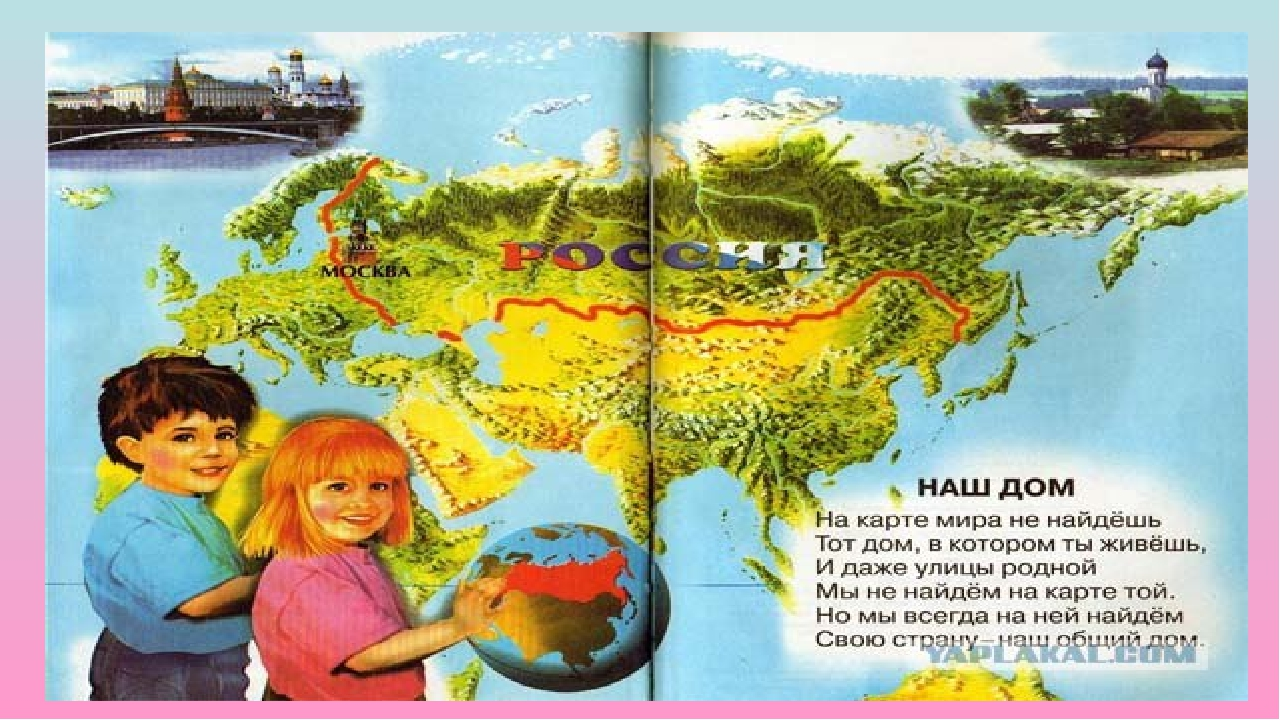 РОССИЯ
МОСКВА
НАШ ДОМ
На карте мира не найдёшь
Тот дом, в котором ты живёшь,
И даже улицы родной
Мы не найдём на карте той.
Но мы всегда на ней найдём
Свою страну–наш общий дом.
YAPLAKAL.COM